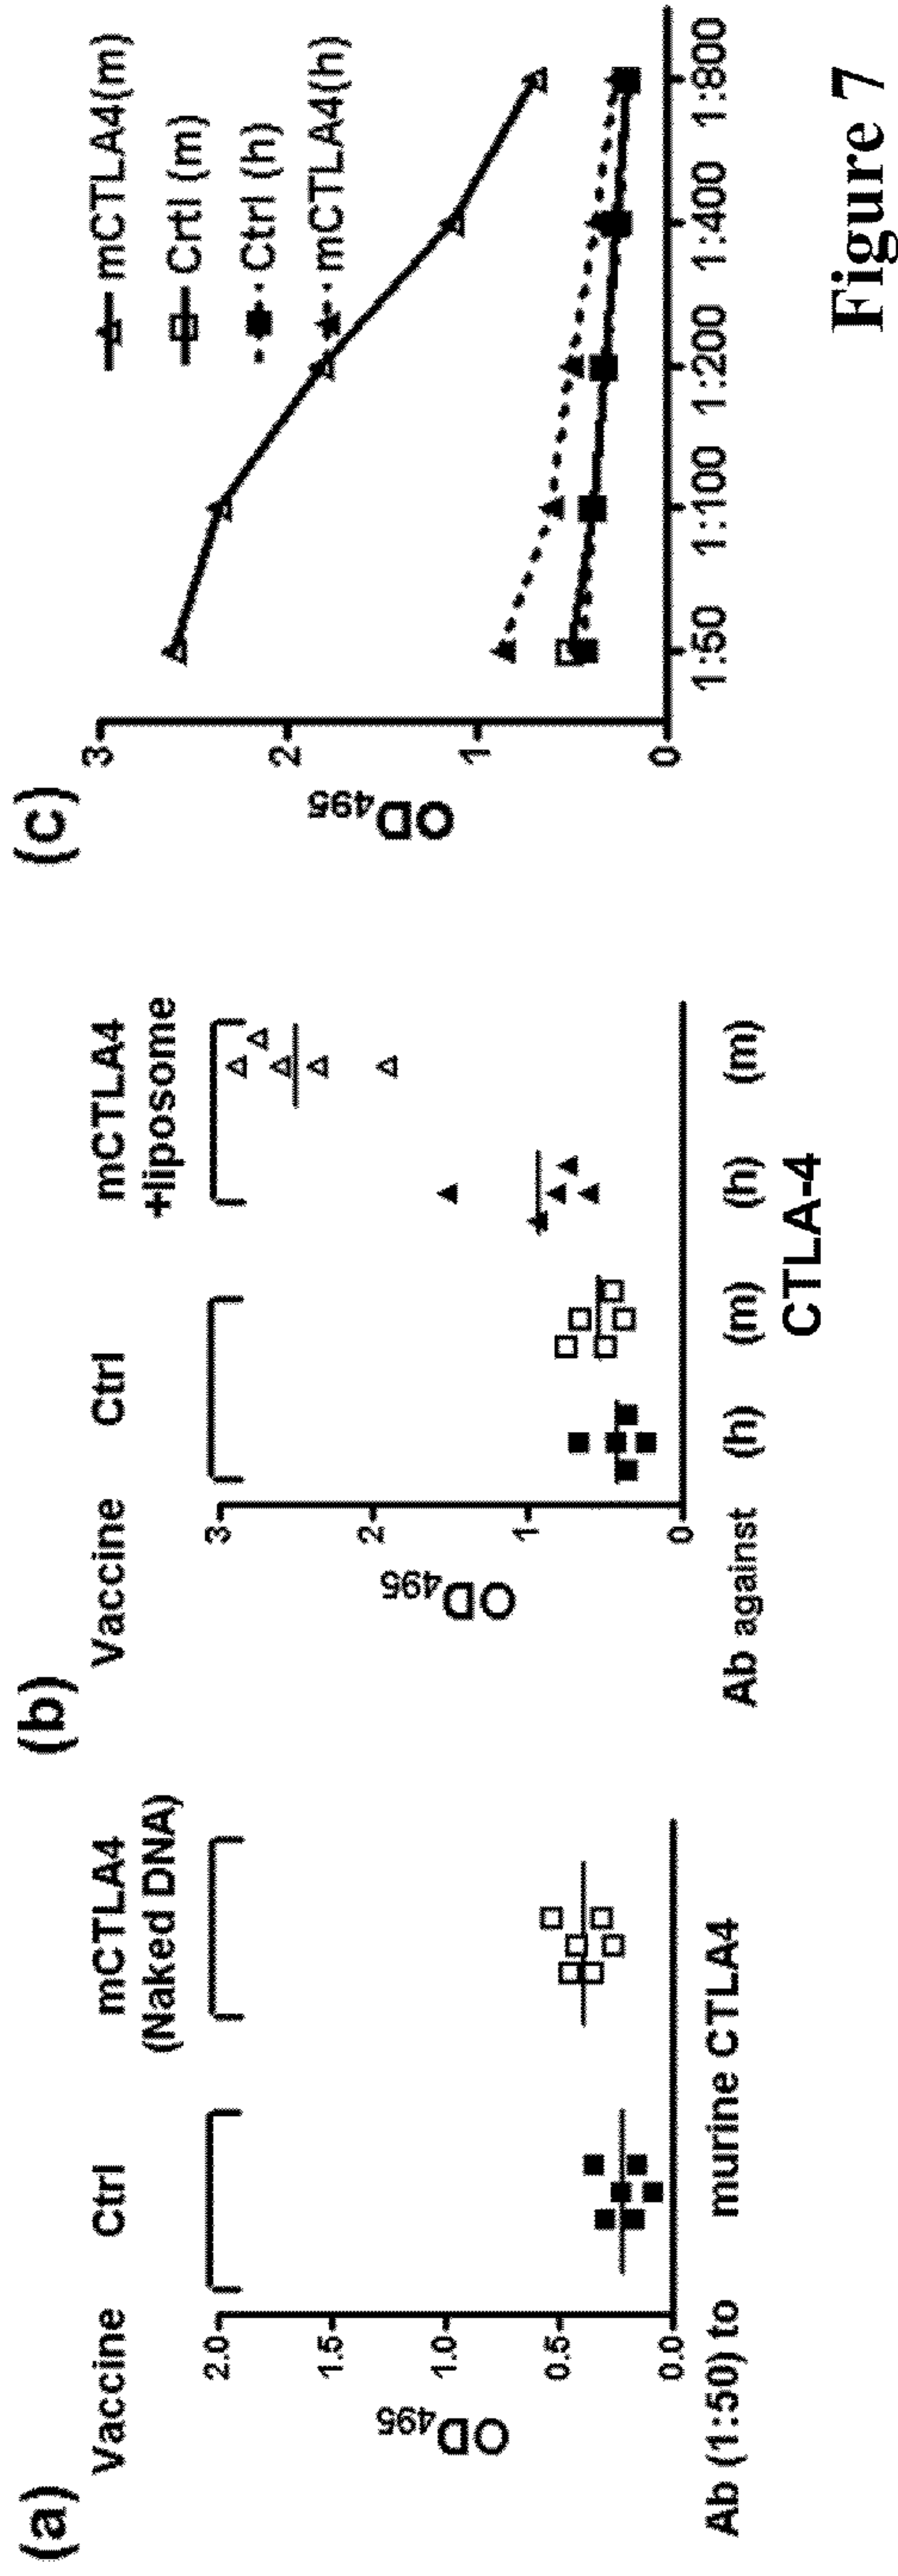 (a)
Vaccine Ctrl mCTLA4
(Naked DNA)
2.0
1.5
1.0
0.5
0.0
OD495
Ab (1:50) to murine CTLA4
(b)
Vaccine Ctrl mCTLA4
+liposome
3
2
1
0
OD495
Ab against (h) (m) (h) (m)
CTLA-4
(c)
mCTLA4(m)
Crtl (m)
Ctrl (h)
mCTLA4(h)
3
2
1
0
OD495
1:50 1:100 1:200 1:400 1:800
Figure 7